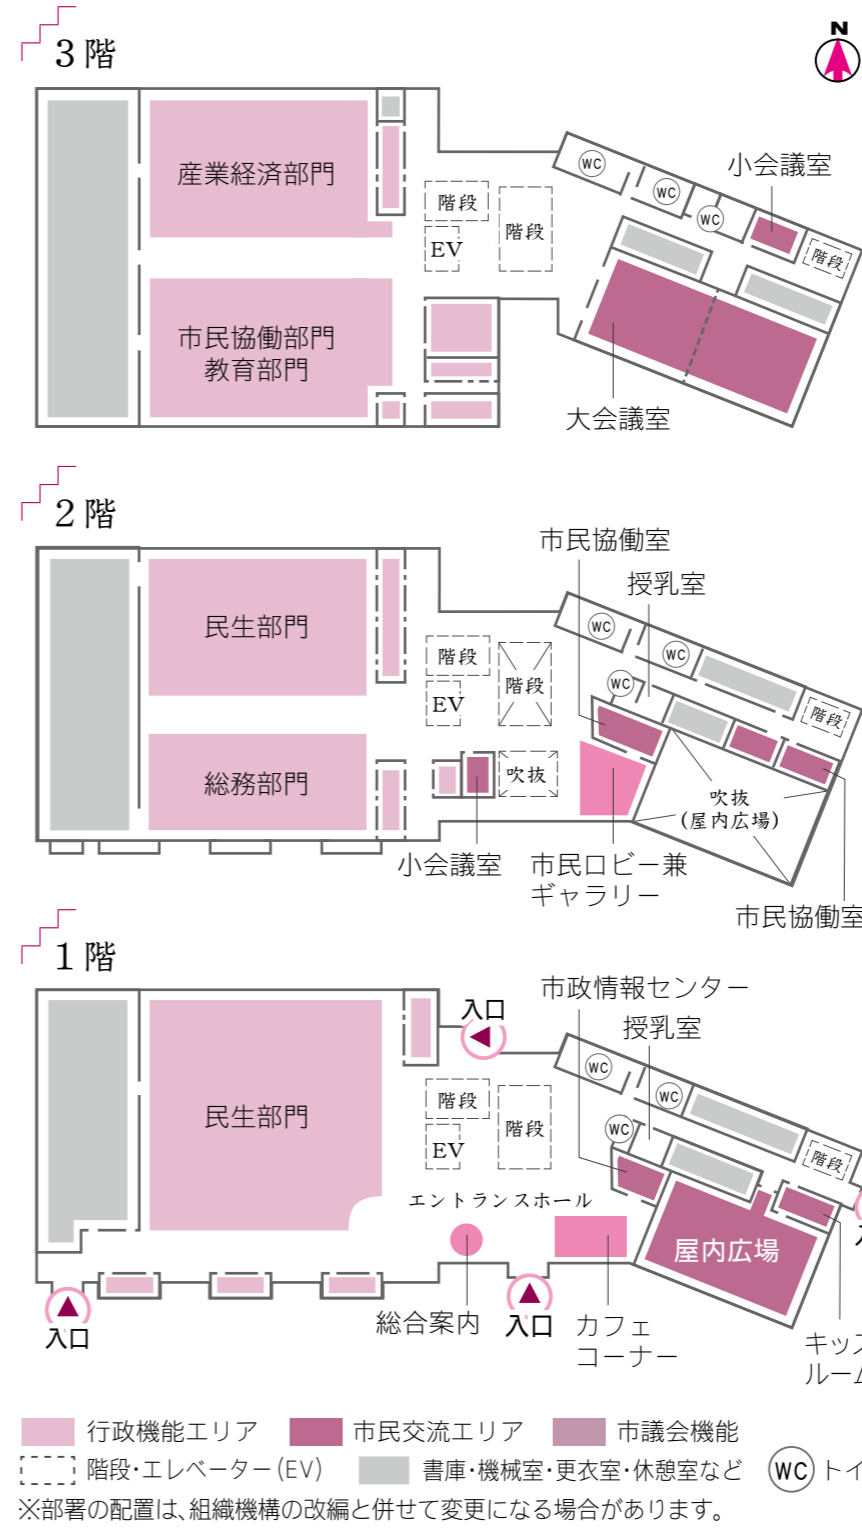 3階
N
産業経済部門
階段
EV
階段
WC
WC
WC
小会議室
階段
市民協働部門
教育部門
大会議室
2階
市民協働室
授乳室
民生部門
階段
EV
階段
WC
WC
WC
階段
総務部門
吹抜
吹抜
(屋内広場)
小会議室
市民ロビー兼
ギャラリー
市民協働室
1階
市政情報センター
入口
授乳室
民生部門
階段
EV
階段
WC
WC
WC
階段
エントランスホール
屋内広場
入口
総合案内
入口
カフェ
コーナー
キッズ
ルーム
行政機能エリア
市民交流エリア
市議会機能
階段・エレベーター(EV)
書庫・機械室・更衣室・休憩室など
WC トイ
※部署の配置は、組織機構の改編と併せて変更になる場合があります。